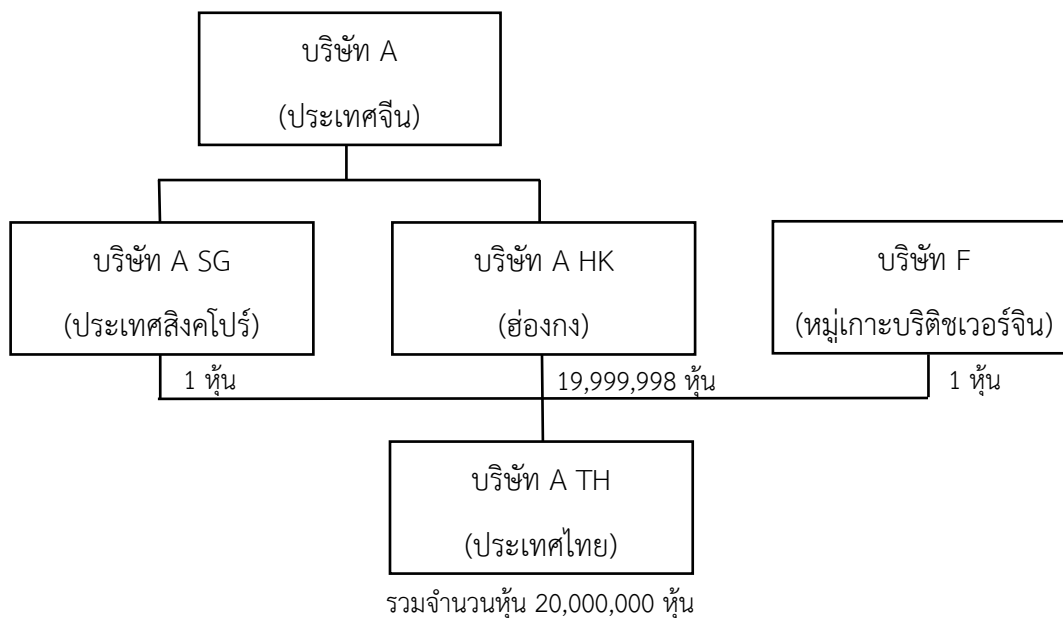 บริษัท A
(ประเทศจีน)
บริษัท A SG
(ประเทศสิงคโปร์)
บริษัท A HK
(ฮ่องกง)
บริษัท F
(หมู่เกาะบริติชเวอร์จิน)
1 หุ้น
19,999,998 หุ้น
1 หุ้น
บริษัท A TH
(ประเทศไทย)
รวมจำนวนหุ้น 20,000,000 หุ้น